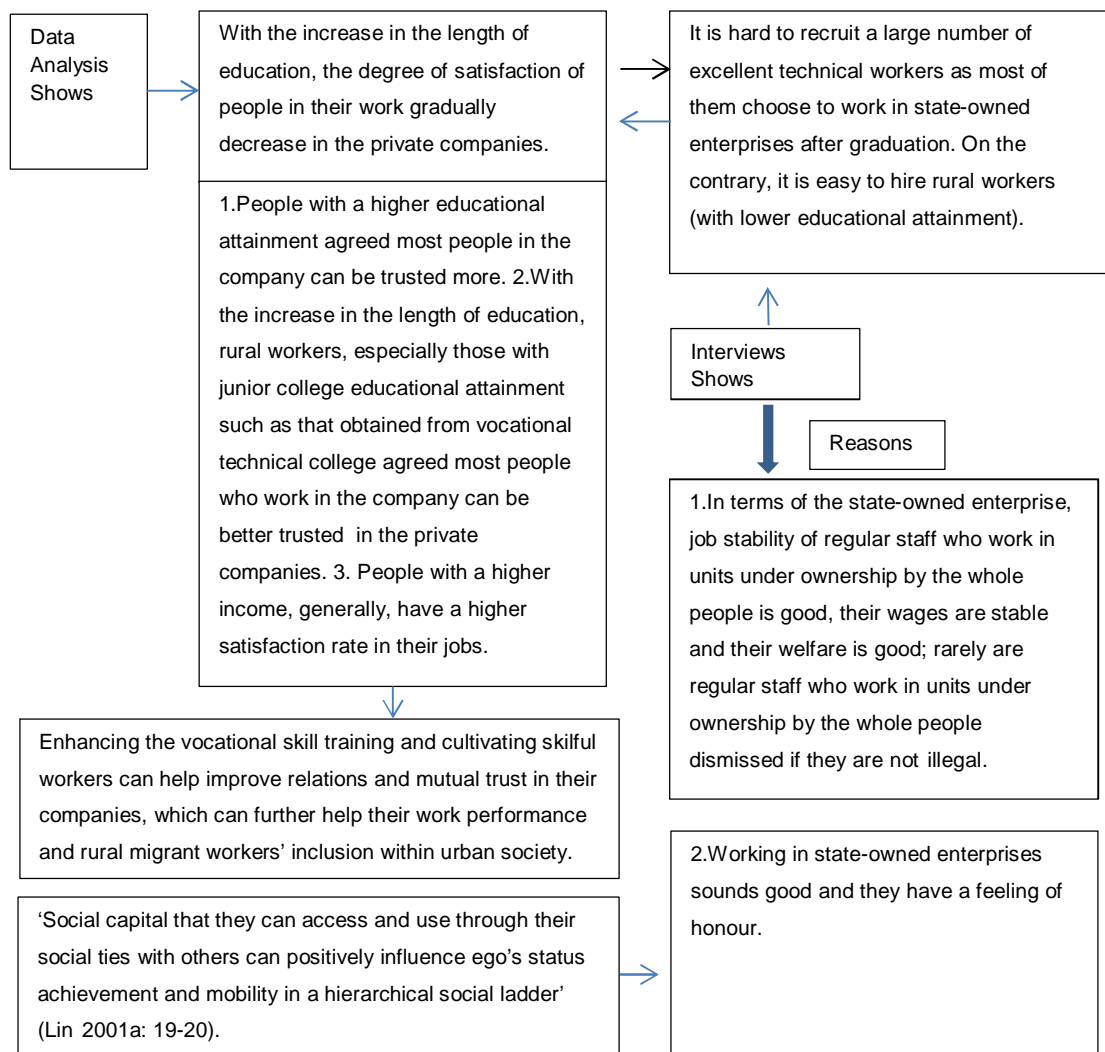 Data
Analysis
Shows
With the increase in the length of
education, the degree of satisfaction of
people in their work gradually
decrease in the private companies.
It is hard to recruit a large number of
excellent technical workers as most of
them choose to work in state-owned
enterprises after graduation. On the
contrary, it is easy to hire rural workers
(with lower educational attainment).
1.People with a higher educational
attainment agreed most people in the
company can be trusted more. 2.With
the increase in the length of education,
rural workers, especially those with
junior college educational attainment
such as that obtained from vocational
technical college agreed most people
who work in the company can be
better trusted in the private
companies. 3. People with a higher
income, generally, have a higher
satisfaction rate in their jobs.
Interviews
Shows
Reasons
1.In terms of the state-owned enterprise,
job stability of regular staff who work in
units under ownership by the whole
people is good, their wages are stable
and their welfare is good; rarely are
regular staff who work in units under
ownership by the whole people
dismissed if they are not illegal.
Enhancing the vocational skill training and cultivating skilful
workers can help improve relations and mutual trust in their
companies, which can further help their work performance
and rural migrant workers’ inclusion within urban society.
2.Working in state-owned enterprises
sounds good and they have a feeling of
honour.
‘Social capital that they can access and use through their
social ties with others can positively influence ego’s status
achievement and mobility in a hierarchical social ladder’
(Lin 2001a: 19-20).